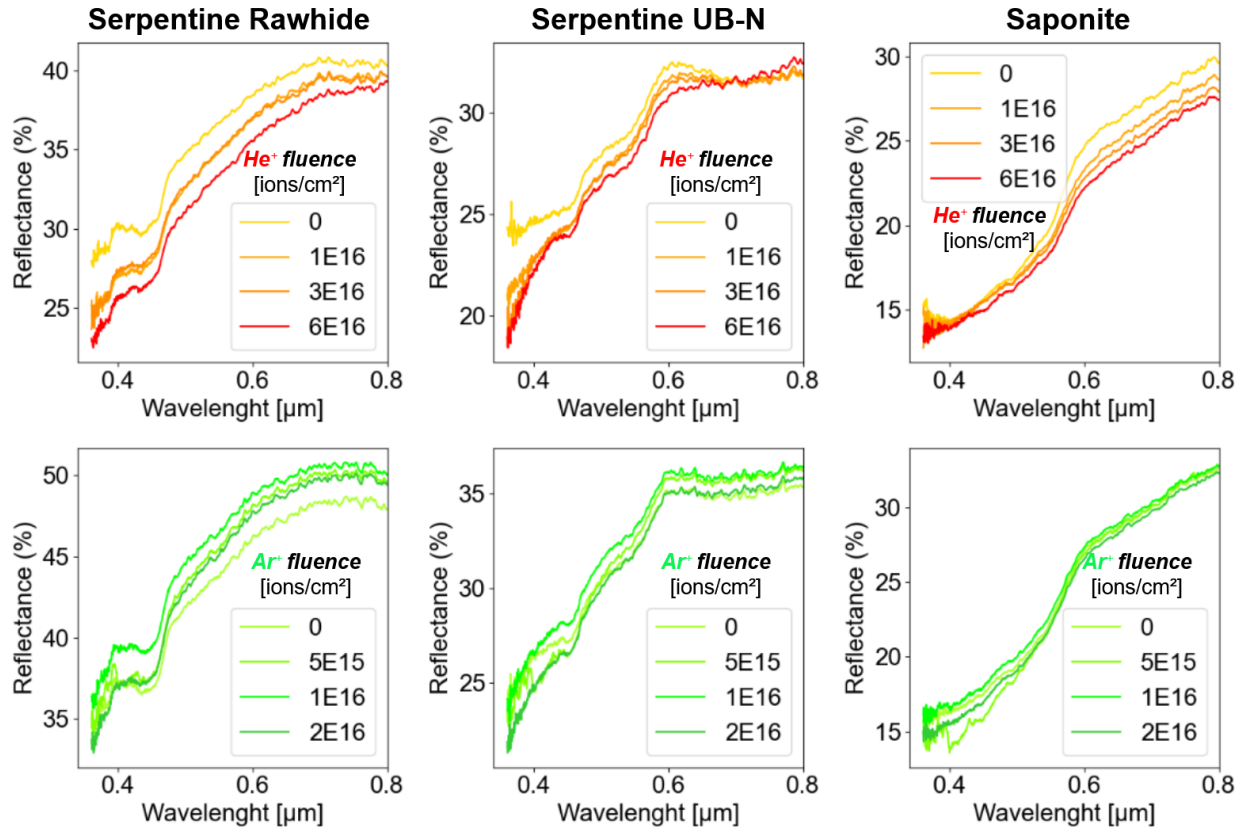 Serpentine Rawhide
Serpentine UB-N
Saponite
Reflectance (%)
40
35
30
25
0.4
0.6
0.8
Wavelenght [µm]
He⁺ fluence
[ions/cm²]
0
1E16
3E16
6E16
Reflectance (%)
30
25
20
0.4
0.6
0.8
Wavelenght [µm]
He⁺ fluence
[ions/cm²]
0
1E16
3E16
6E16
Reflectance (%)
30
25
20
15
0.4
0.6
0.8
Wavelenght [µm]
0
1E16
3E16
6E16
He⁺ fluence
[ions/cm²]
Reflectance (%)
50
45
40
35
0.4
0.6
0.8
Wavelenght [µm]
Ar⁺ fluence
[ions/cm²]
0
5E15
1E16
2E16
Reflectance (%)
35
30
25
0.4
0.6
0.8
Wavelenght [µm]
Ar⁺ fluence
[ions/cm²]
0
5E15
1E16
2E16
Reflectance (%)
30
25
20
15
0.4
0.6
0.8
Wavelenght [µm]
Ar⁺ fluence
[ions/cm²]
0
5E15
1E16
2E16